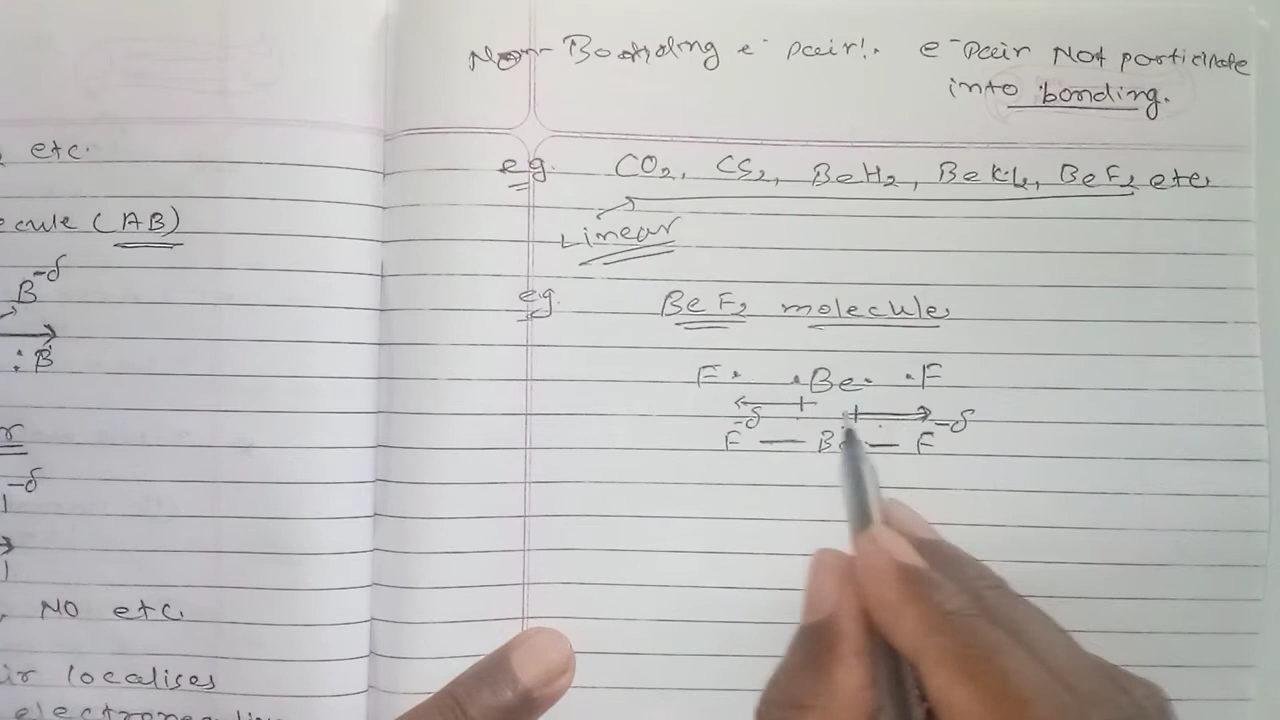 etc.
ecule (AB)
B-δ
: B
-δ
NO etc.
ir localises
Non-Bonding e- pair:. e-pair Not participate
into bonding.
eg. CO2, CS2, BeH2, BeCl2, BeF2 etc
Linear
eg. BeF2 molecule,
F· ·Be· ·F
-δ -δ
F — Be — F